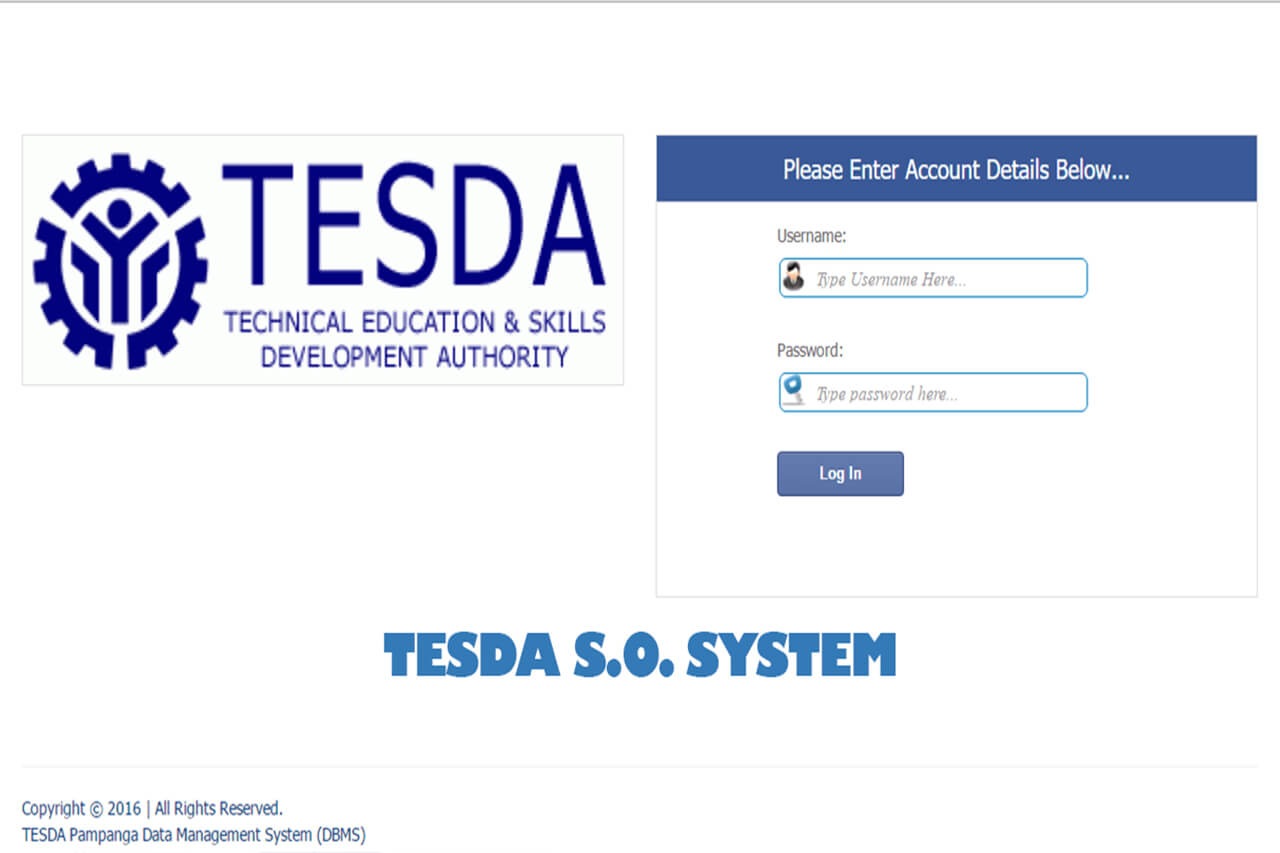 TESDA
TECHNICAL EDUCATION & SKILLS
DEVELOPMENT AUTHORITY
Please Enter Account Details Below...
Username:
Type Username Here...
Password:
Type password here...
Log In
TESDA S.O. SYSTEM
Copyright © 2016 | All Rights Reserved.
TESDA Pampanga Data Management System (DBMS)